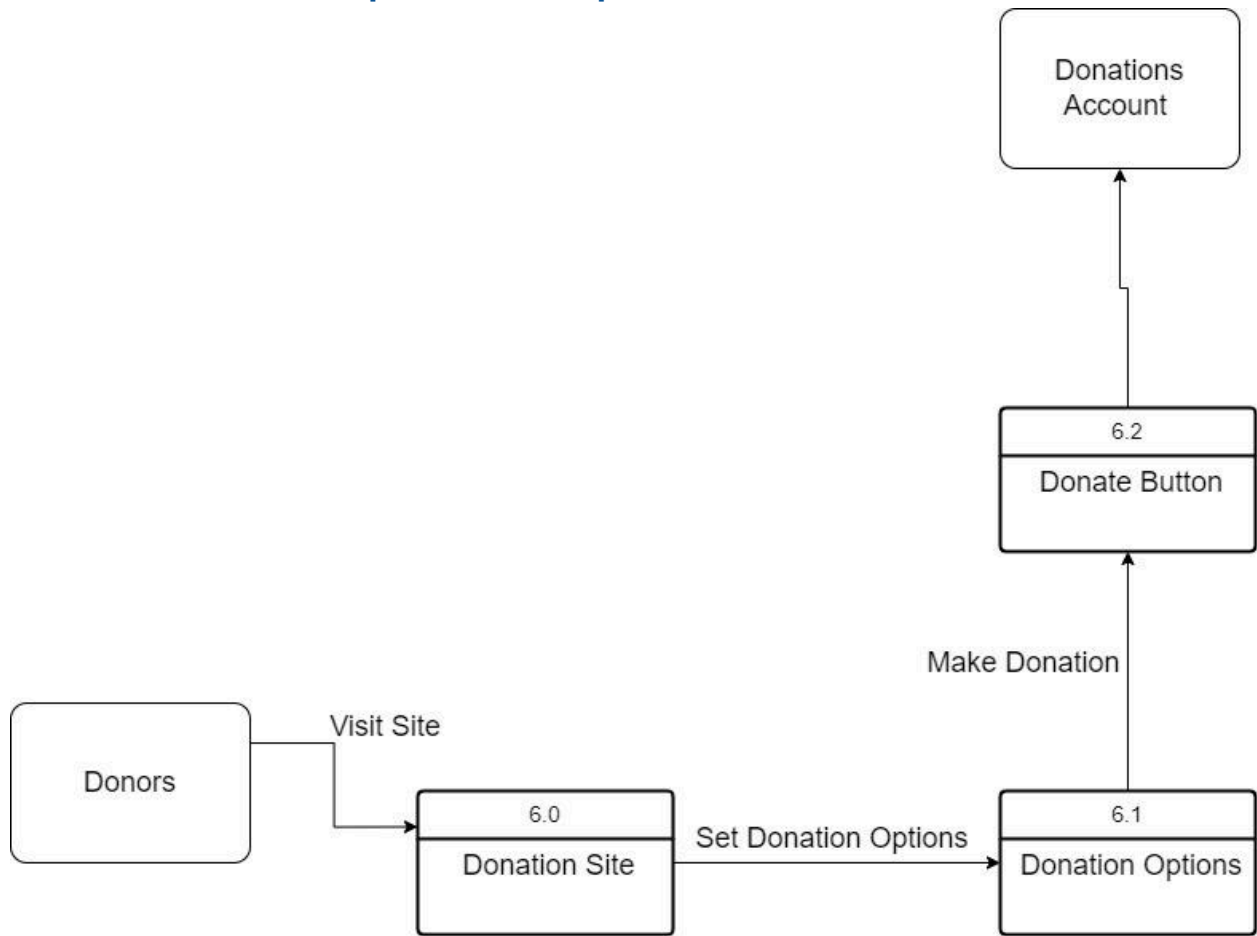 Donations
Account
6.2
Donate Button
Make Donation
Visit Site
Donors
6.0
Donation Site
Set Donation Options
6.1
Donation Options